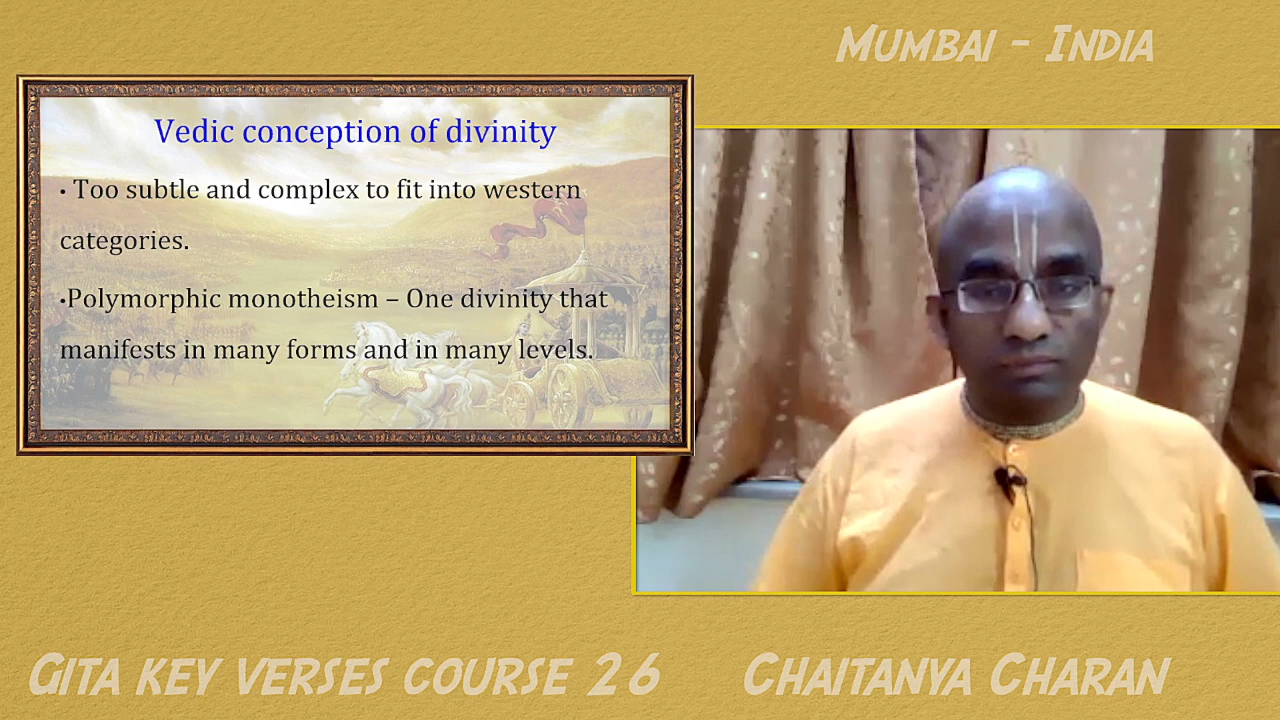 Mumbai - India
Vedic conception of divinity
• Too subtle and complex to fit into western
categories.
•Polymorphic monotheism – One divinity that
manifests in many forms and in many levels.
Gita key verses course 26
Chaitanya Charan